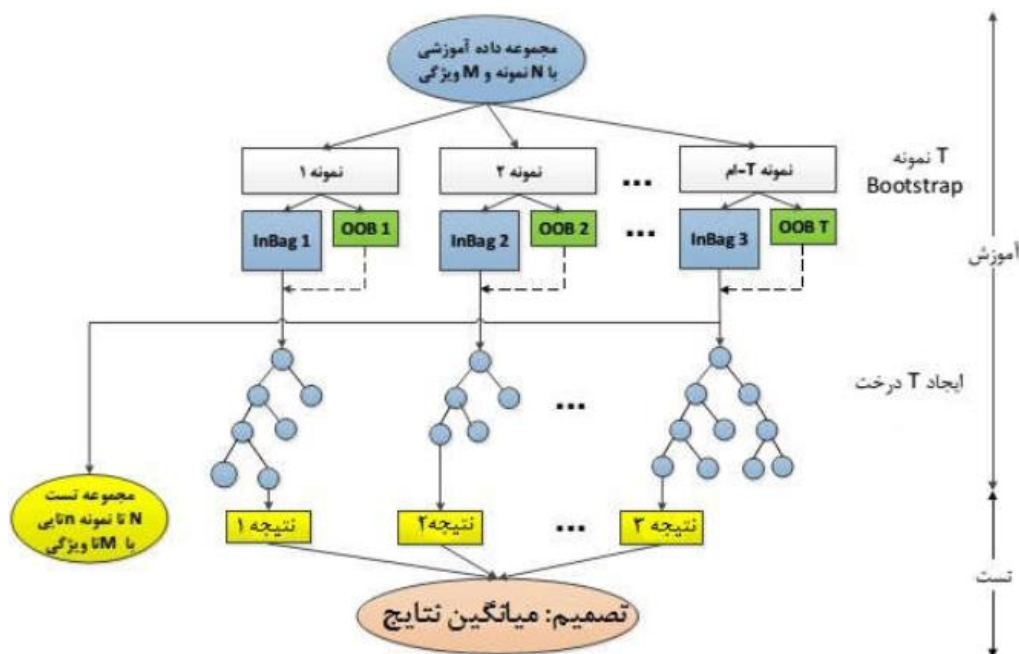 مجموعه داده آموزشی
با N نمونه و M ویژگی
نمونه ۱
نمونه ۲
...
نمونه T-ام
T نمونه
Bootstrap
InBag 1
OOB 1
InBag 2
OOB 2
...
InBag 3
OOB T
آموزش
ایجاد T درخت
...
مجموعه تست
N تا نمونه nتایی
با Mتا ویژگی
نتیجه ۱
نتیجه۲
...
نتیجه ۳
تست
تصمیم: میانگین نتایج